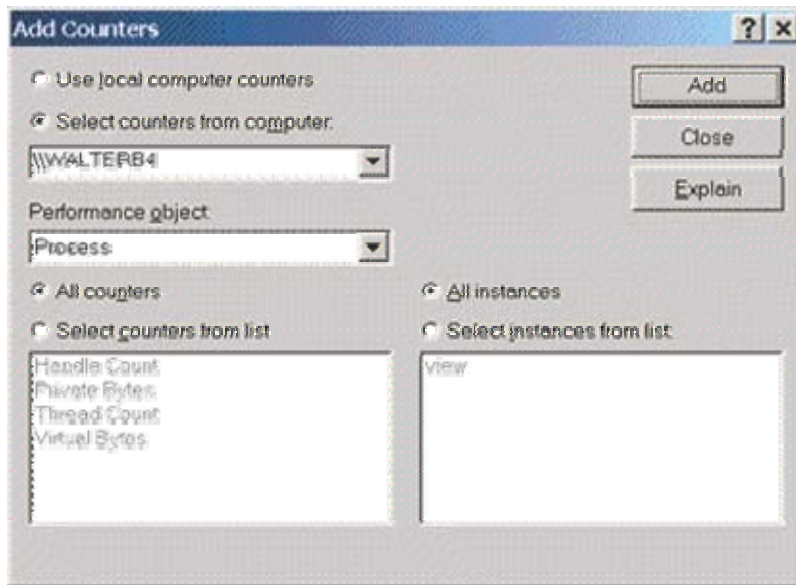 Add Counters
Use local computer counters
Select counters from computer:
\\WALTERB4
Performance object
Process
All counters
Select counters from list
Handle Count
Private Bytes
Thread Count
Virtual Bytes
All instances
Select instances from list:
view
Add
Close
Explain